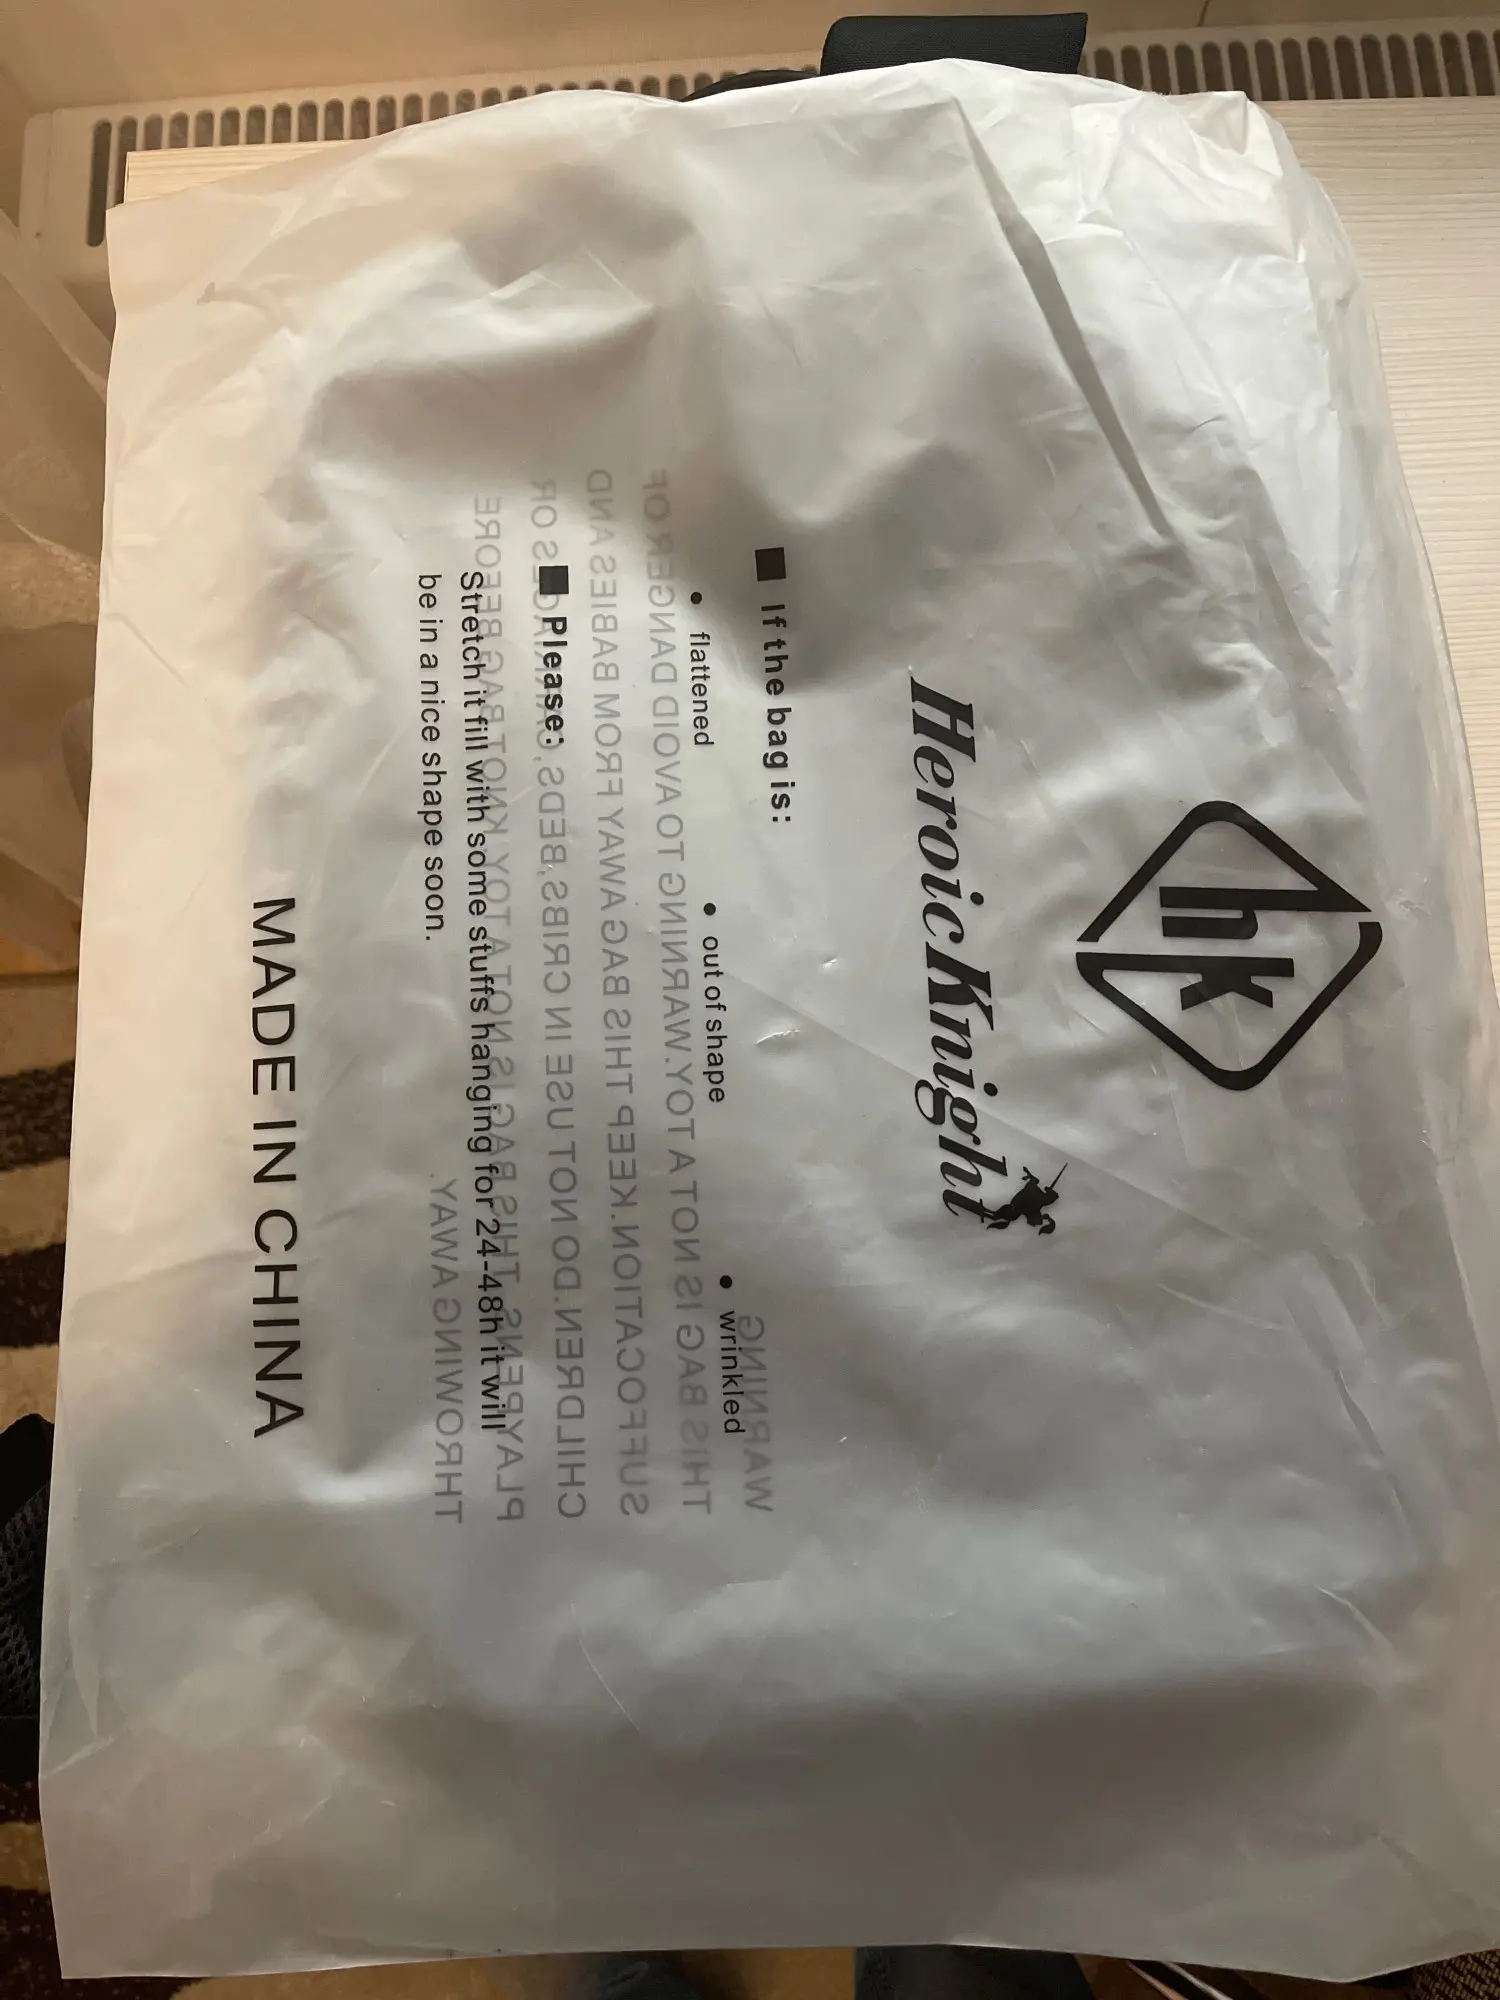 hk
HeroicKnight
■ If the bag is:
• flattened • out of shape • wrinkled
■ Please:
Stretch it fill with some stuffs hanging for 24-48h it will
be in a nice shape soon.
MADE IN CHINA
WARNING
THIS BAG IS NOT A TOY.WARNING TO AVOID DANGER OF
SUFFOCATION.KEEP THIS BAG AWAY FROM BABIES AND
CHILDREN.DO NOT USE IN CRIBS,BEDS,CARRIAGES OR
PLAYPENS. THIS BAG IS NOT A TOY KNOT BAG BEFORE
THROWING AWAY.